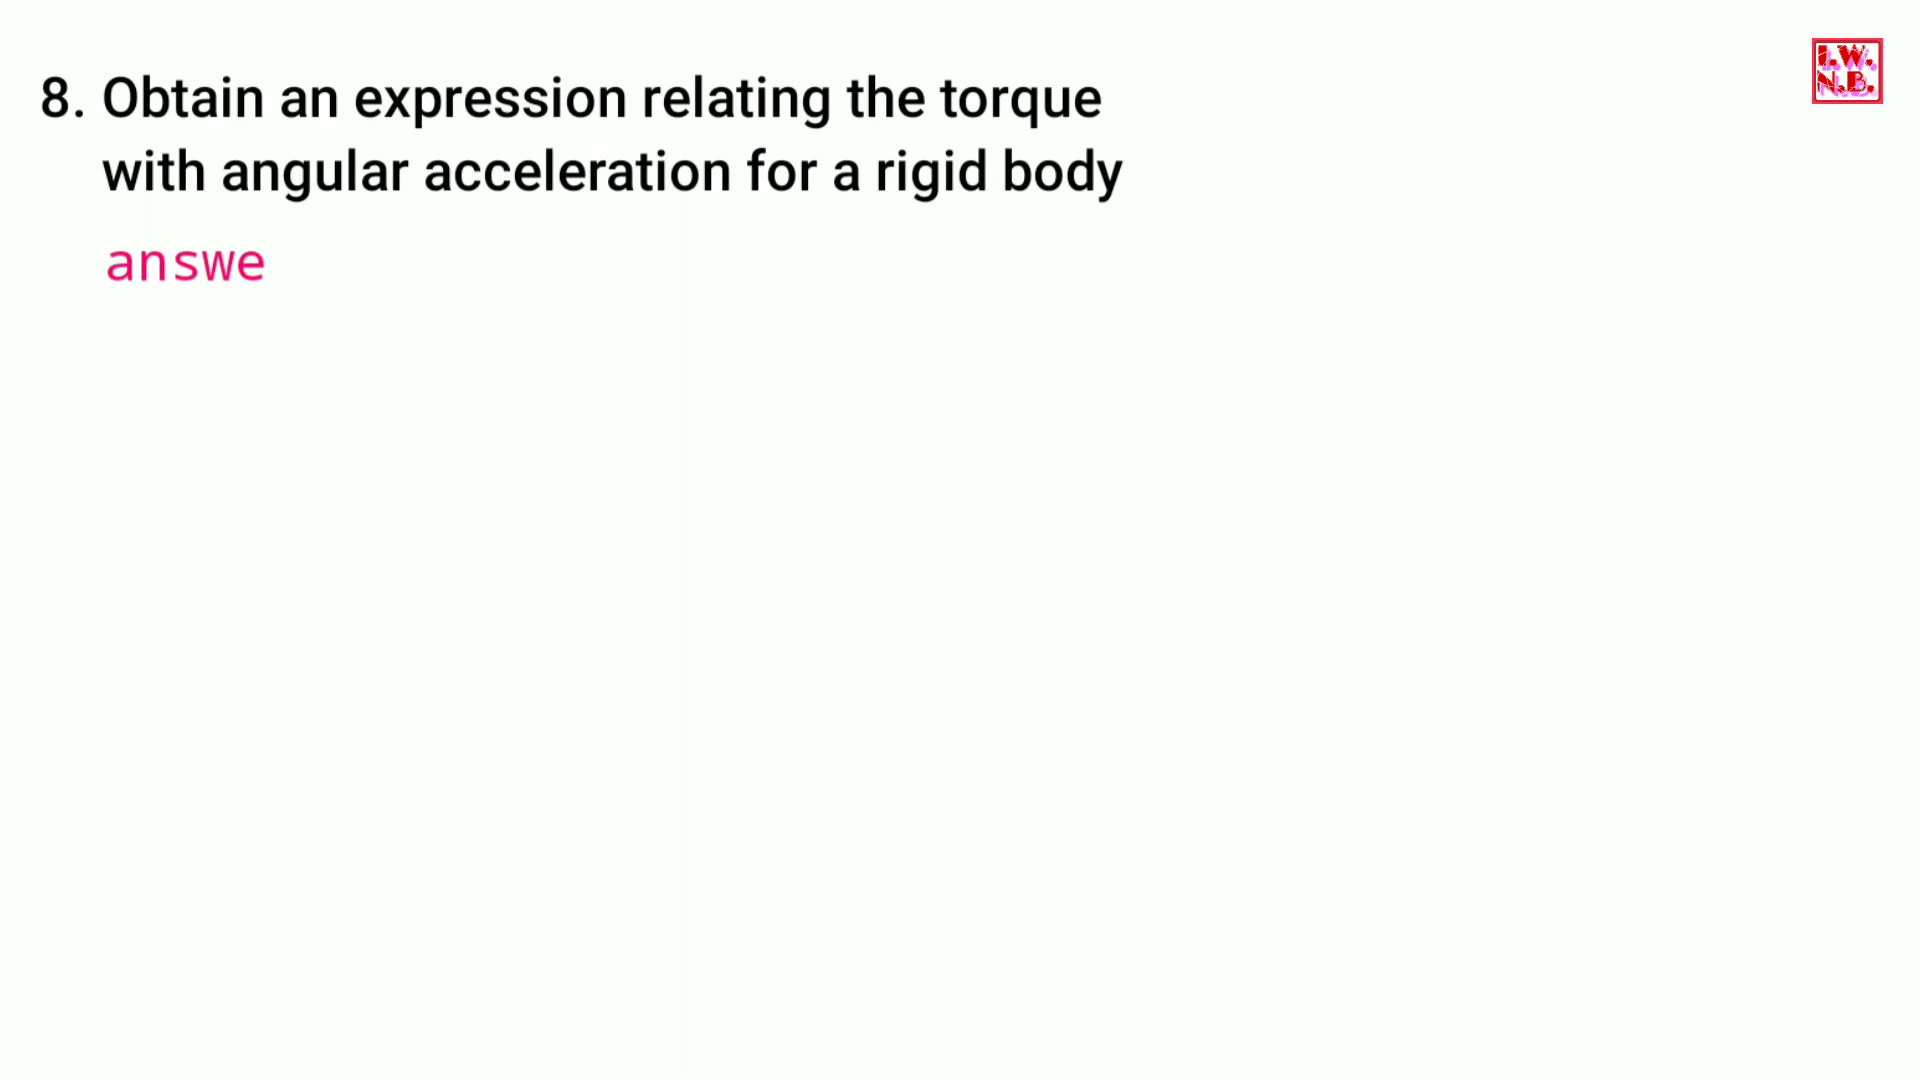 8. Obtain an expression relating the torque
with angular acceleration for a rigid body
answe
I.W.
N.B.